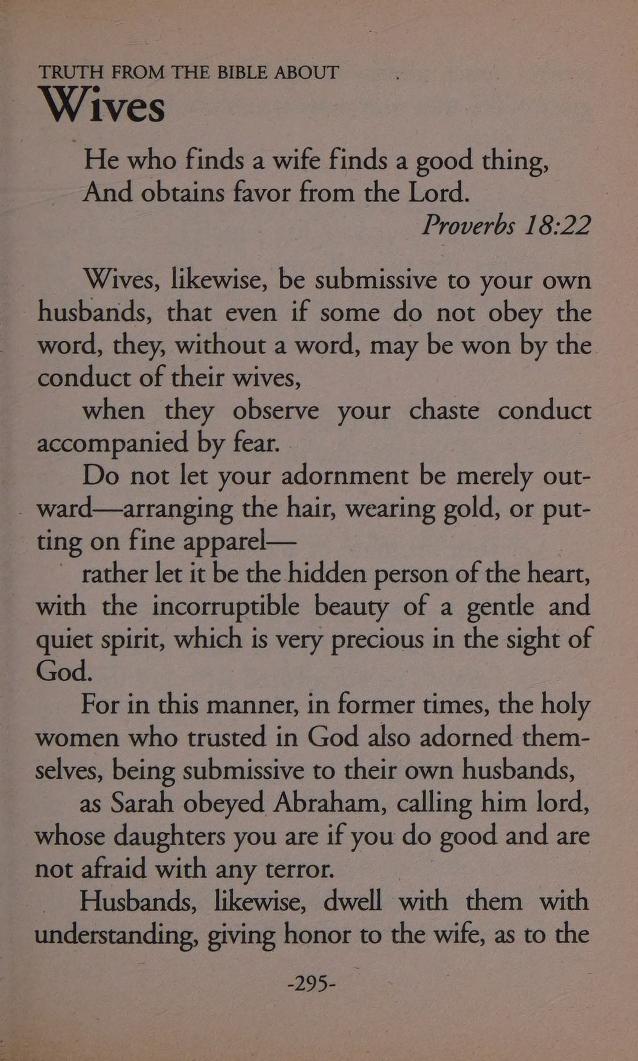 TRUTH FROM THE BIBLE ABOUT
Wives
He who finds a wife finds a good thing,
And obtains favor from the Lord.
Proverbs 18:22
Wives, likewise, be submissive to your own
husbands, that even if some do not obey the
word, they, without a word, may be won by the
conduct of their wives,
when they observe your chaste conduct
accompanied by fear.
Do not let your adornment be merely out-
ward—arranging the hair, wearing gold, or put-
ting on fine apparel—
rather let it be the hidden person of the heart,
with the incorruptible beauty of a gentle and
quiet spirit, which is very precious in the sight of
God.
For in this manner, in former times, the holy
women who trusted in God also adorned them-
selves, being submissive to their own husbands,
as Sarah obeyed Abraham, calling him lord,
whose daughters you are if you do good and are
not afraid with any terror.
Husbands, likewise, dwell with them with
understanding, giving honor to the wife, as to the
-295-